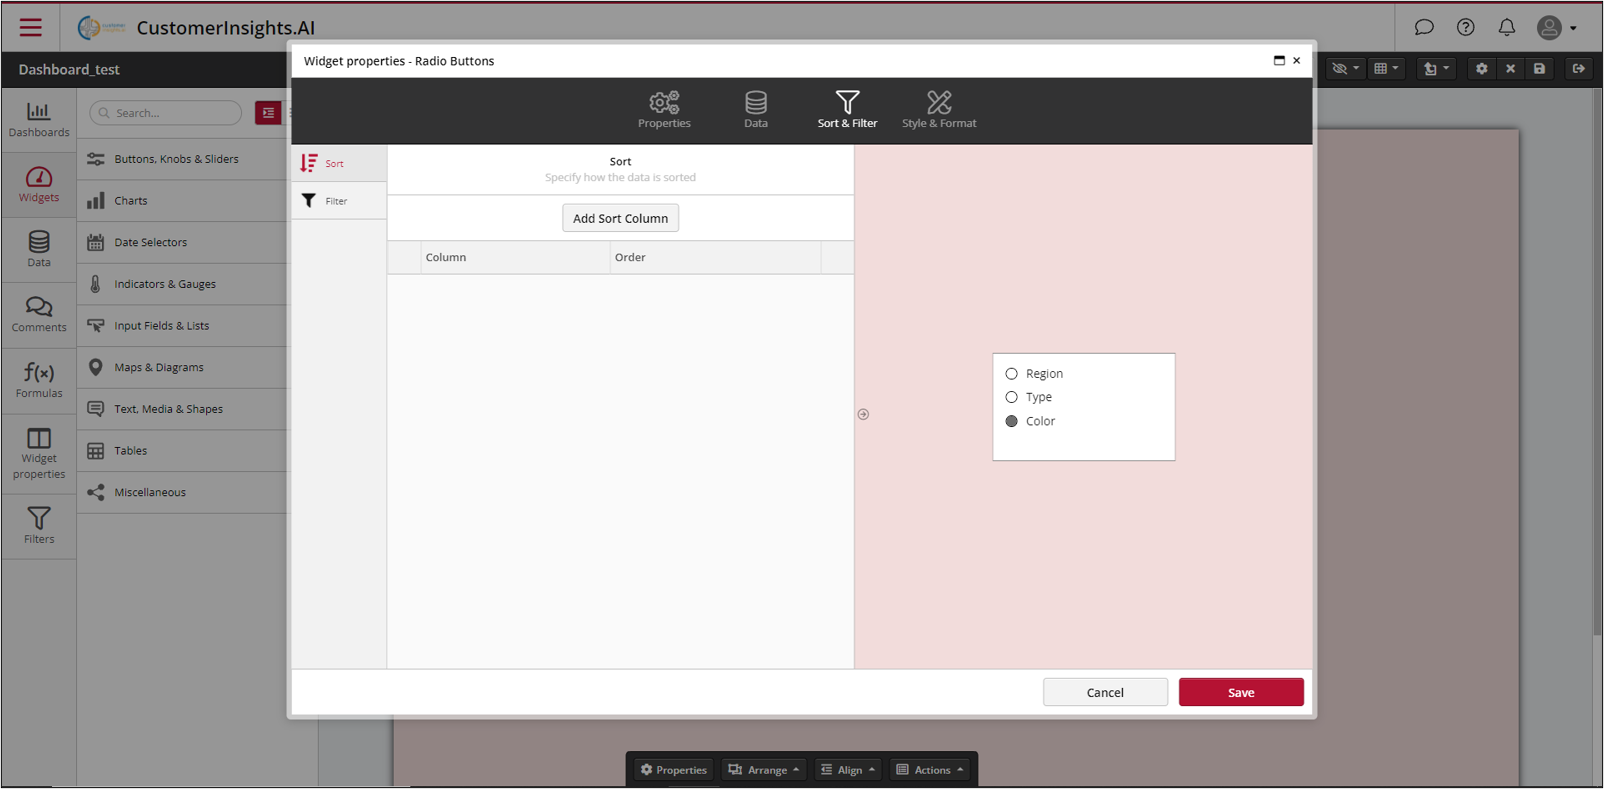 CustomerInsights.AI
Dashboard_test
Widget properties - Radio Buttons
Properties
Data
Sort & Filter
Style & Format
Dashboards
Widgets
Data
Comments
Formulas
Widget
properties
Filters
Search...
Buttons, Knobs & Sliders
Charts
Date Selectors
Indicators & Gauges
Input Fields & Lists
Maps & Diagrams
Text, Media & Shapes
Tables
Miscellaneous
Sort
Filter
Sort
Specify how the data is sorted
Add Sort Column
Column Order
Region
Type
Color
Cancel Save
Properties Arrange Align Actions
f(x)